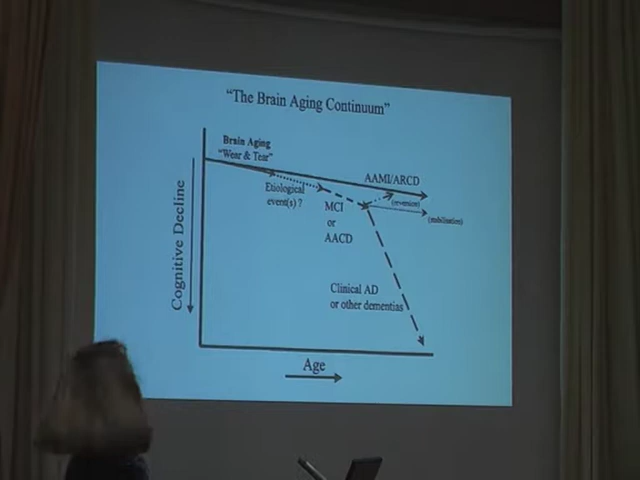 “The Brain Aging Continuum”
Brain Aging
“Wear & Tear”
AAMI/ARCD
Etiological
event(s) ?
(reversion)
MCI
(stabilization)
or
AACD
Cognitive Decline
Clinical AD
or other dementias
Age